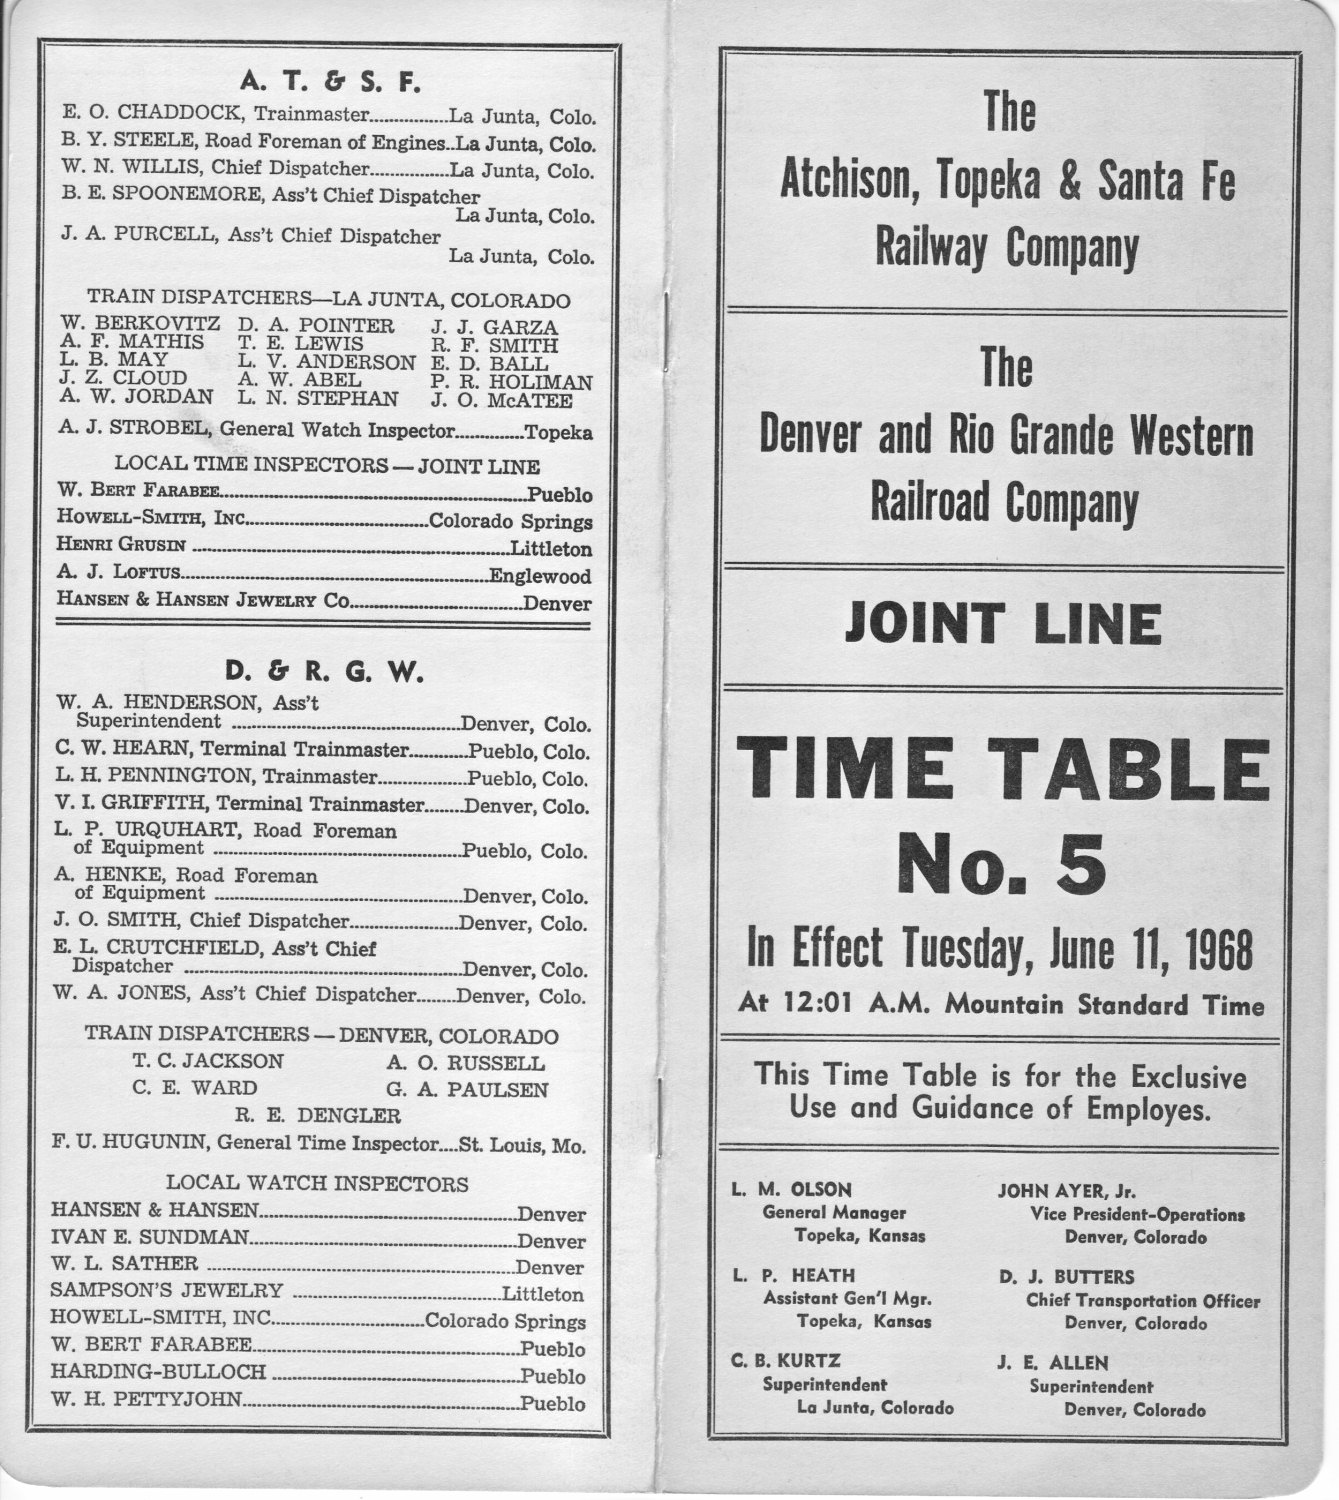 A. T. & S. F.
E. O. CHADDOCK, Trainmaster................La Junta, Colo.
B. Y. STEELE, Road Foreman of Engines..La Junta, Colo.
W. N. WILLIS, Chief Dispatcher................La Junta, Colo.
B. E. SPOONEMORE, Ass't Chief Dispatcher
La Junta, Colo.
J. A. PURCELL, Ass't Chief Dispatcher
La Junta, Colo.
TRAIN DISPATCHERS—LA JUNTA, COLORADO
W. BERKOVITZ D. A. POINTER J. J. GARZA
A. F. MATHIS T. E. LEWIS R. F. SMITH
L. B. MAY L. V. ANDERSON E. D. BALL
J. Z. CLOUD A. W. ABEL P. R. HOLIMAN
A. W. JORDAN L. N. STEPHAN J. O. McATEE
A. J. STROBEL, General Watch Inspector.............Topeka
LOCAL TIME INSPECTORS — JOINT LINE
W. BERT FARABEE..........................................................Pueblo
HOWELL-SMITH, INC...................................Colorado Springs
HENRI GRUSIN ............................................................Littleton
A. J. LOFTUS...........................................................Englewood
HANSEN & HANSEN JEWELRY CO.................................Denver
D. & R. G. W.
W. A. HENDERSON, Ass't
Superintendent ............................................Denver, Colo.
C. W. HEARN, Terminal Trainmaster...........Pueblo, Colo.
L. H. PENNINGTON, Trainmaster.................Pueblo, Colo.
V. I. GRIFFITH, Terminal Trainmaster........Denver, Colo.
L. P. URQUHART, Road Foreman
of Equipment ................................................Pueblo, Colo.
A. HENKE, Road Foreman
of Equipment ................................................Denver, Colo.
J. O. SMITH, Chief Dispatcher.....................Denver, Colo.
E. L. CRUTCHFIELD, Ass't Chief
Dispatcher ......................................................Denver, Colo.
W. A. JONES, Ass't Chief Dispatcher........Denver, Colo.
TRAIN DISPATCHERS — DENVER, COLORADO
T. C. JACKSON A. O. RUSSELL
C. E. WARD G. A. PAULSEN
R. E. DENGLER
F. U. HUGUNIN, General Time Inspector....St. Louis, Mo.
LOCAL WATCH INSPECTORS
HANSEN & HANSEN..................................................Denver
IVAN E. SUNDMAN....................................................Denver
W. L. SATHER ............................................................Denver
SAMPSON'S JEWELRY ........................................Littleton
HOWELL-SMITH, INC..............................Colorado Springs
W. BERT FARABEE....................................................Pueblo
HARDING-BULLOCH ................................................Pueblo
W. H. PETTYJOHN......................................................Pueblo
The
Atchison, Topeka & Santa Fe
Railway Company
The
Denver and Rio Grande Western
Railroad Company
JOINT LINE
TIME TABLE
No. 5
In Effect Tuesday, June 11, 1968
At 12:01 A.M. Mountain Standard Time
This Time Table is for the Exclusive
Use and Guidance of Employes.
L. M. OLSON
General Manager
Topeka, Kansas
L. P. HEATH
Assistant Gen'l Mgr.
Topeka, Kansas
C. B. KURTZ
Superintendent
La Junta, Colorado
JOHN AYER, Jr.
Vice President-Operations
Denver, Colorado
D. J. BUTTERS
Chief Transportation Officer
Denver, Colorado
J. E. ALLEN
Superintendent
Denver, Colorado